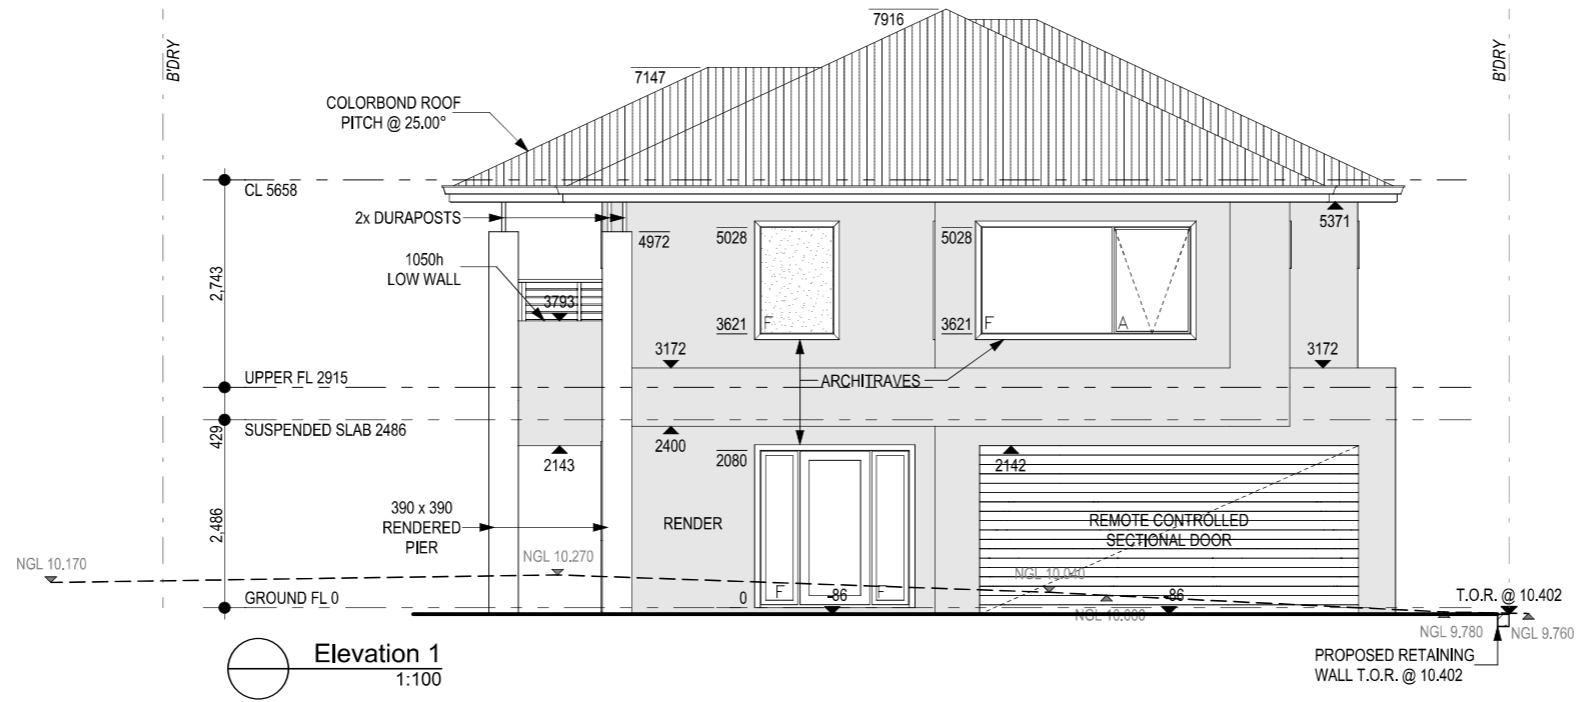 7916
B'DRY
B'DRY
7147
COLORBOND ROOF
PITCH @ 25.00°
CL 5658
2x DURAPOSTS
5371
4972
5028
5028
1050h
LOW WALL
2,743
3793
3621
F
3621
F
A
3172
3172
UPPER FL 2915
ARCHITRAVES
429
SUSPENDED SLAB 2486
2400
2143
2080
2142
2,486
390 x 390
RENDERED
PIER
RENDER
REMOTE CONTROLLED
SECTIONAL DOOR
NGL 10.170
NGL 10.270
NGL 10.040
GROUND FL 0
0
F
-86
F
-86
T.O.R. @ 10.402
NGL 9.780
NGL 9.760
Elevation 1
1:100
PROPOSED RETAINING
WALL T.O.R. @ 10.402